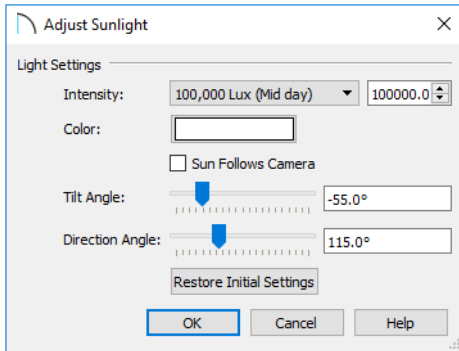 Adjust Sunlight
Light Settings
Intensity: 100,000 Lux (Mid day) 100000.0
Color:
Sun Follows Camera
Tilt Angle: -55.0°
Direction Angle: 115.0°
Restore Initial Settings
OK Cancel Help